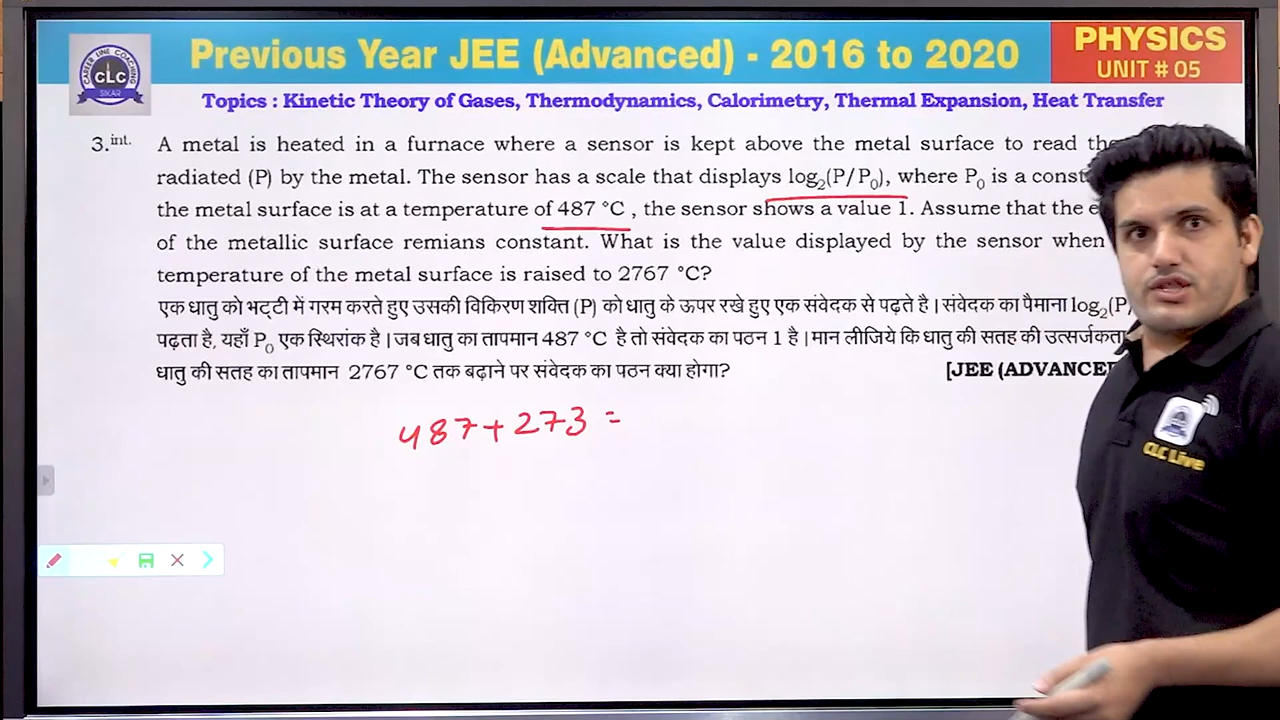 Previous Year JEE (Advanced) - 2016 to 2020
PHYSICS
UNIT # 05
CAREER LINE COACHING
CLC
SIKAR
Topics : Kinetic Theory of Gases, Thermodynamics, Calorimetry, Thermal Expansion, Heat Transfer
3.int. A metal is heated in a furnace where a sensor is kept above the metal surface to read the
radiated (P) by the metal. The sensor has a scale that displays log₂(P/P₀), where P₀ is a const
the metal surface is at a temperature of 487 °C , the sensor shows a value 1. Assume that the e
of the metallic surface remians constant. What is the value displayed by the sensor when
temperature of the metal surface is raised to 2767 °C?
एक धातु को भट्टी में गरम करते हुए उसकी विकिरण शक्ति (P) को धातु के ऊपर रखे हुए एक संवेदक से पढ़ते है। संवेदक का पैमाना log₂(P/
पढ़ता है, यहाँ P₀ एक स्थिरांक है। जब धातु का तापमान 487 °C है तो संवेदक का पठन 1 है। मान लीजिये कि धातु की सतह की उत्सर्जकता
धातु की सतह का तापमान 2767 °C तक बढ़ाने पर संवेदक का पठन क्या होगा?
[JEE (ADVANCE
487+273 =
CLC Live